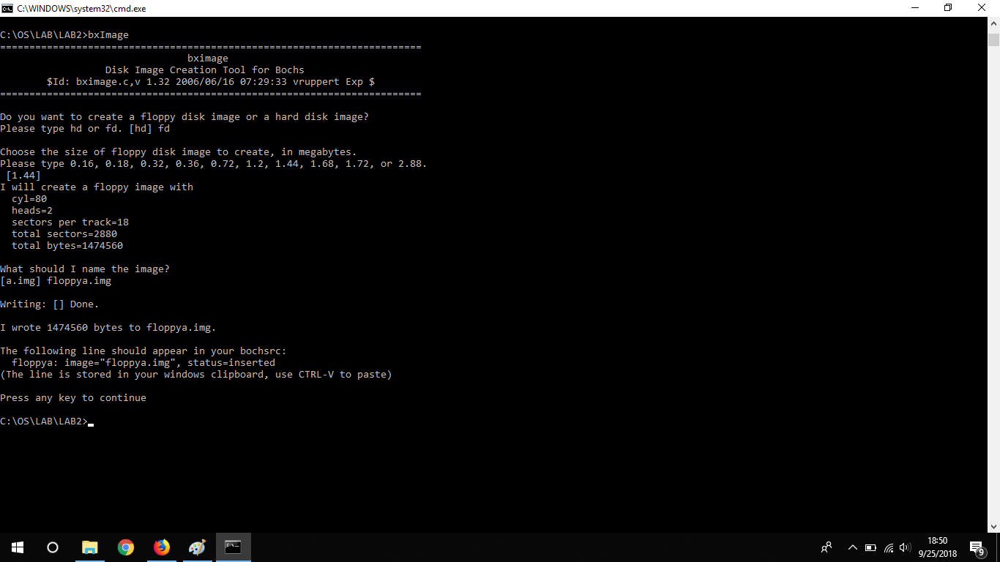 C:\WINDOWS\system32\cmd.exe
C:\OS\LAB\LAB2>bxImage
========================================================================
bximage
Disk Image Creation Tool for Bochs
$Id: bximage.c,v 1.32 2006/06/16 07:29:33 vruppert Exp $
========================================================================
Do you want to create a floppy disk image or a hard disk image?
Please type hd or fd. [hd] fd
Choose the size of floppy disk image to create, in megabytes.
Please type 0.16, 0.18, 0.32, 0.36, 0.72, 1.2, 1.44, 1.68, 1.72, or 2.88.
[1.44]
I will create a floppy image with
cyl=80
heads=2
sectors per track=18
total sectors=2880
total bytes=1474560
What should I name the image?
[a.img] floppya.img
Writing: [] Done.
I wrote 1474560 bytes to floppya.img.
The following line should appear in your bochsrc:
floppya: image="floppya.img", status=inserted
(The line is stored in your windows clipboard, use CTRL-V to paste)
Press any key to continue
C:\OS\LAB\LAB2>
18:50
9/25/2018
9